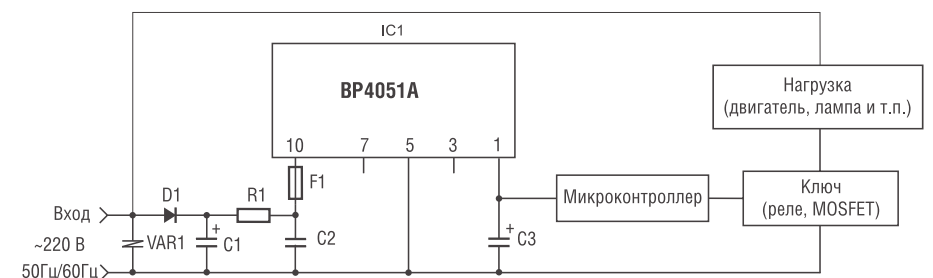 IC1
BP4051A
10 7 5 3 1
Нагрузка
(двигатель, лампа и т.п.)
F1
D1
R1
Микроконтроллер
Ключ
(реле, MOSFET)
Вход
~220 В
VAR1
+
C1
C2
+
C3
50Гц/60Гц